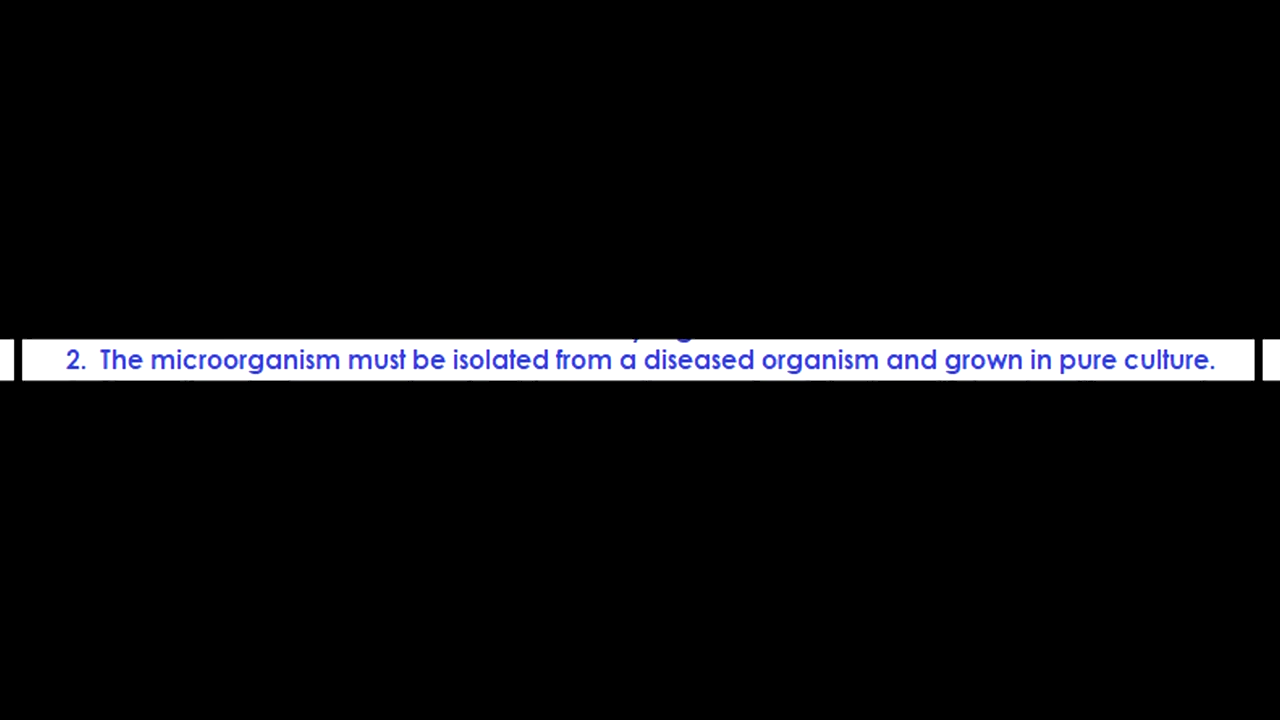 2. The microorganism must be isolated from a diseased organism and grown in pure culture.